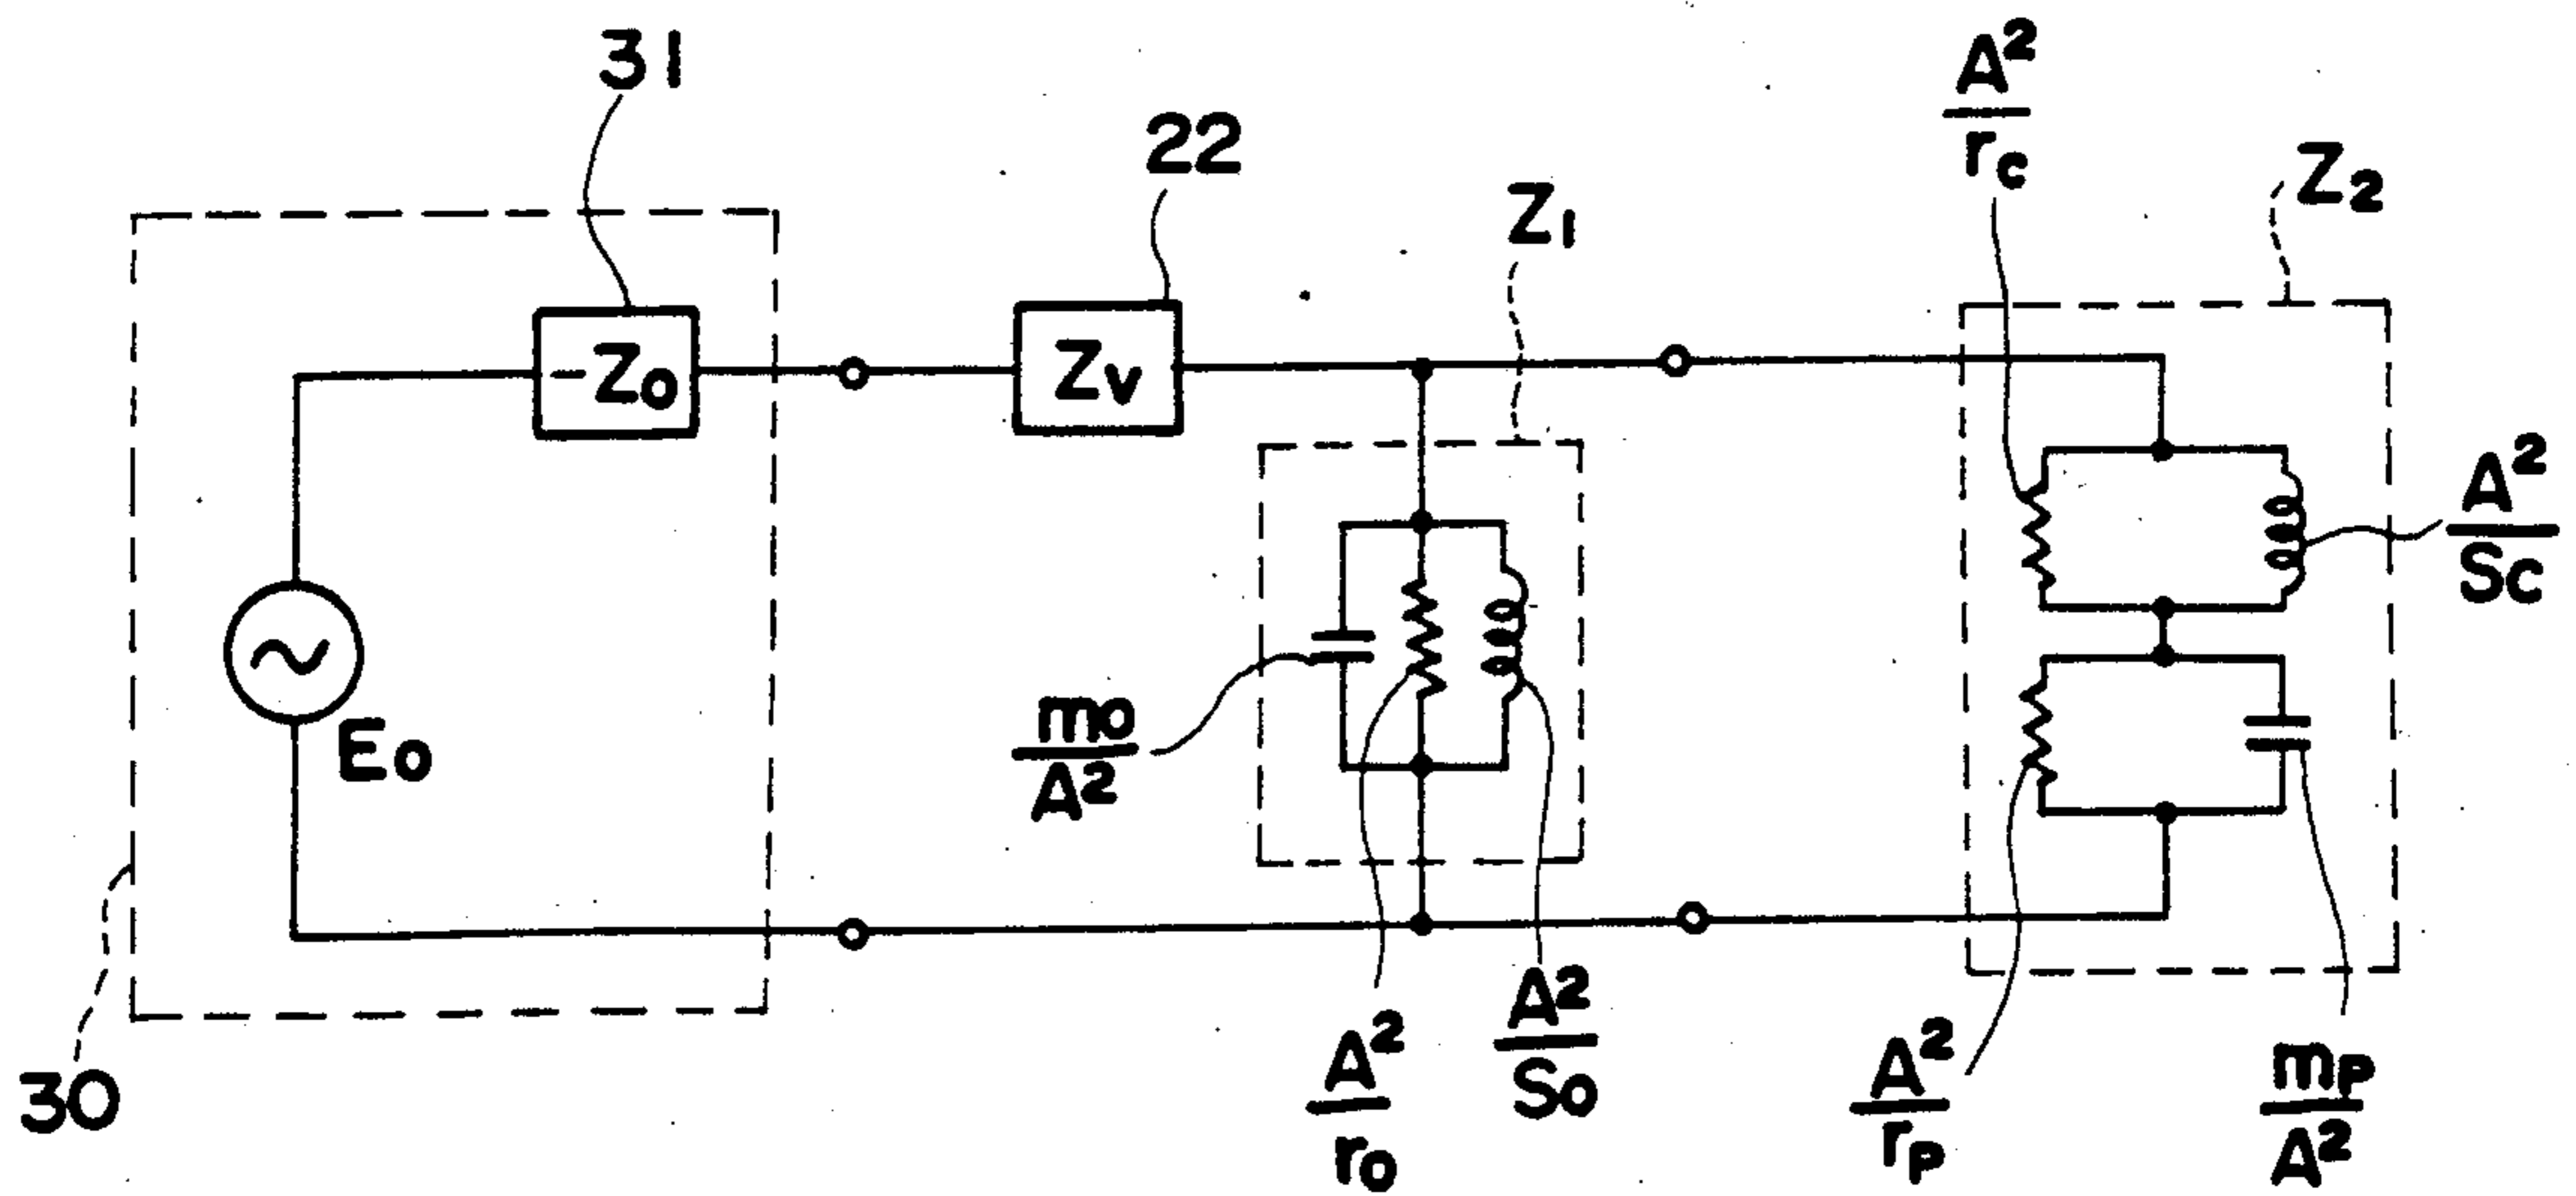 31
22
Z1
A²
rc
Z2
-Zo
Zv
A²
Sc
Eo
mo
A²
30
A²
ro
A²
So
A²
rp
mp
A²